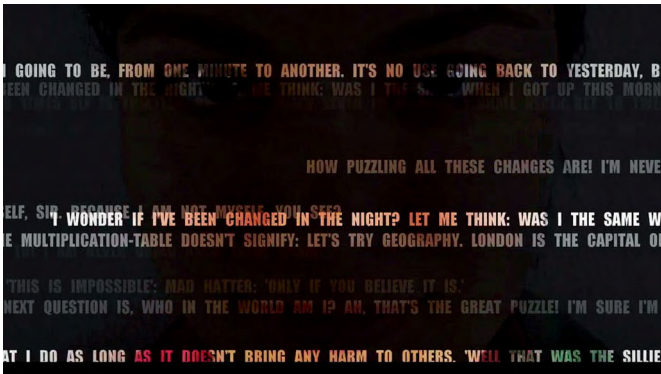 I GOING TO BE, FROM ONE MINUTE TO ANOTHER. IT'S NO USE GOING BACK TO YESTERDAY, B
BEEN CHANGED IN THE NIGHT ME THINK: WAS I THE WHEN I GOT UP THIS MORN
HOW PUZZLING ALL THESE CHANGES ARE! I'M NEVE
ELF, SIR, BECAUSE I AM NOT MYSELF, YOU SEE?
'I WONDER IF I'VE BEEN CHANGED IN THE NIGHT? LET ME THINK: WAS I THE SAME W
E MULTIPLICATION-TABLE DOESN'T SIGNIFY: LET'S TRY GEOGRAPHY. LONDON IS THE CAPITAL O
'THIS IS IMPOSSIBLE': MAD HATTER: 'ONLY IF YOU BELIEVE IT IS.'
NEXT QUESTION IS, WHO IN THE WORLD AM I? AH, THAT'S THE GREAT PUZZLE! I'M SURE I'M
AT I DO AS LONG AS IT DOESN'T BRING ANY HARM TO OTHERS. 'WELL THAT WAS THE SILLIE